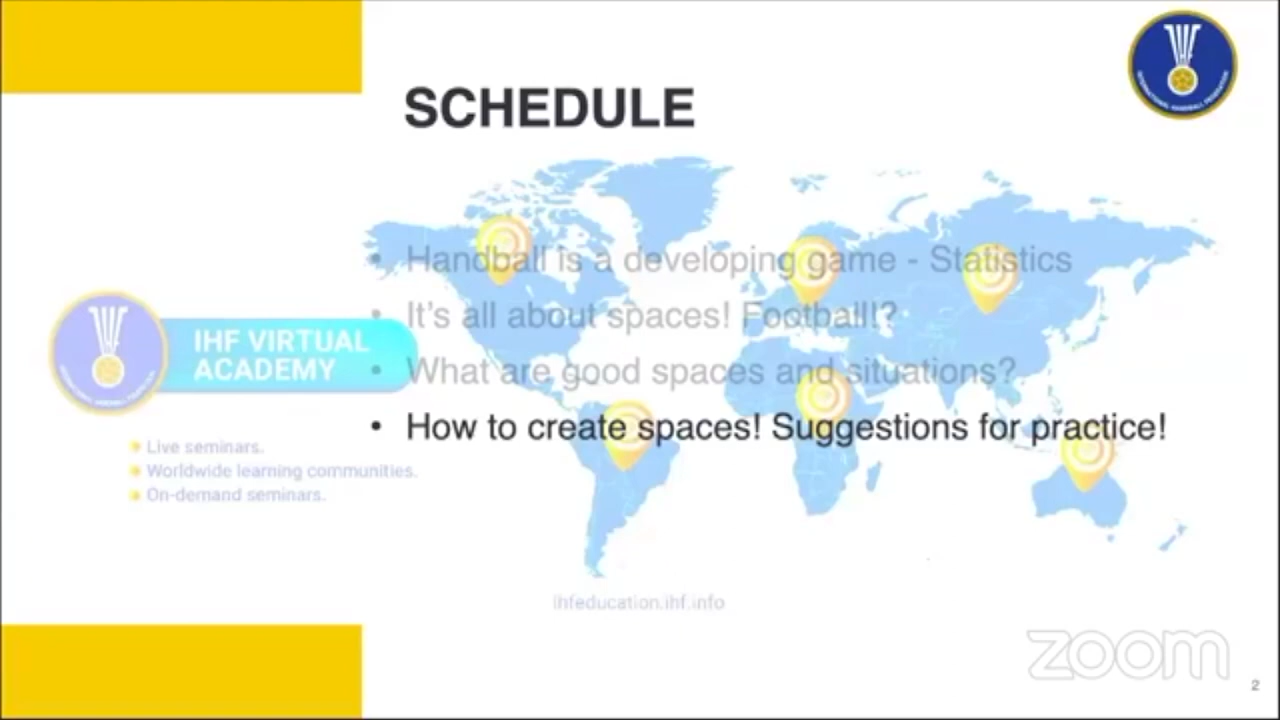 SCHEDULE
• Handball is a developing game - Statistics
• It's all about spaces! Football!?
• What are good spaces and situations?
• How to create spaces! Suggestions for practice!
IHF VIRTUAL
ACADEMY
Live seminars.
Worldwide learning communities.
On-demand seminars.
ihfeducation.ihf.info
zoom
2